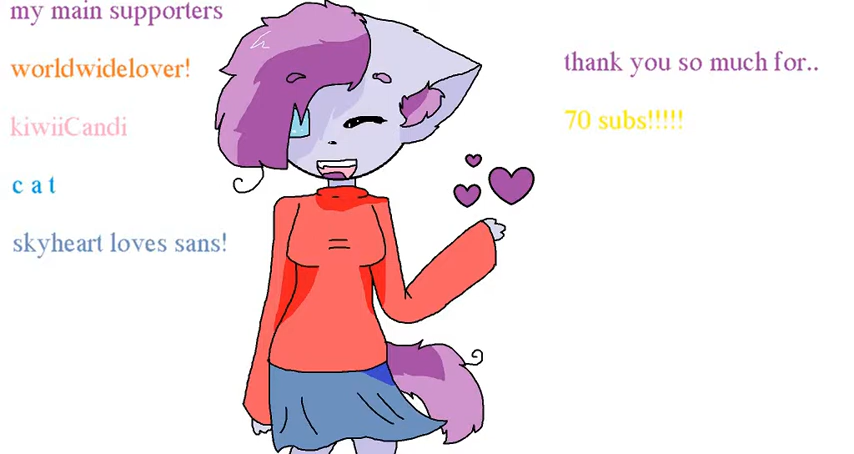 my main supporters
worldwidelover!
kiwiiCandi
c a t
skyheart loves sans!
thank you so much for..
70 subs!!!!!